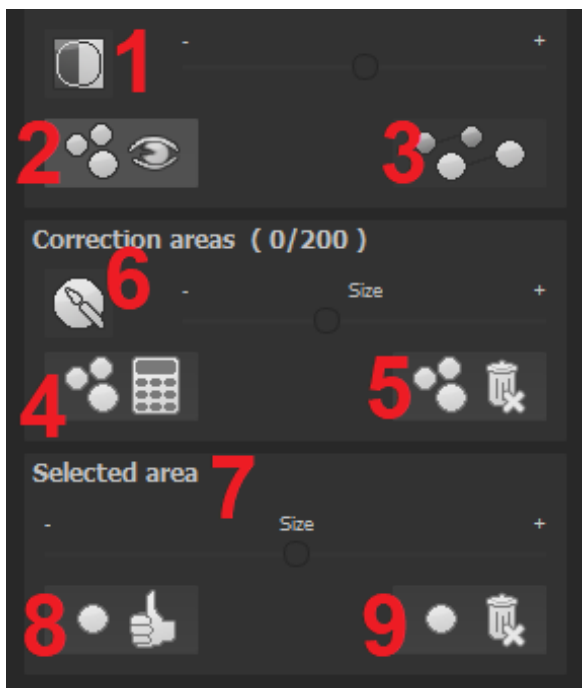 1
- +
2
3
Correction areas ( 0/200 )
6
- Size +
4
5
Selected area
7
- Size +
8
9